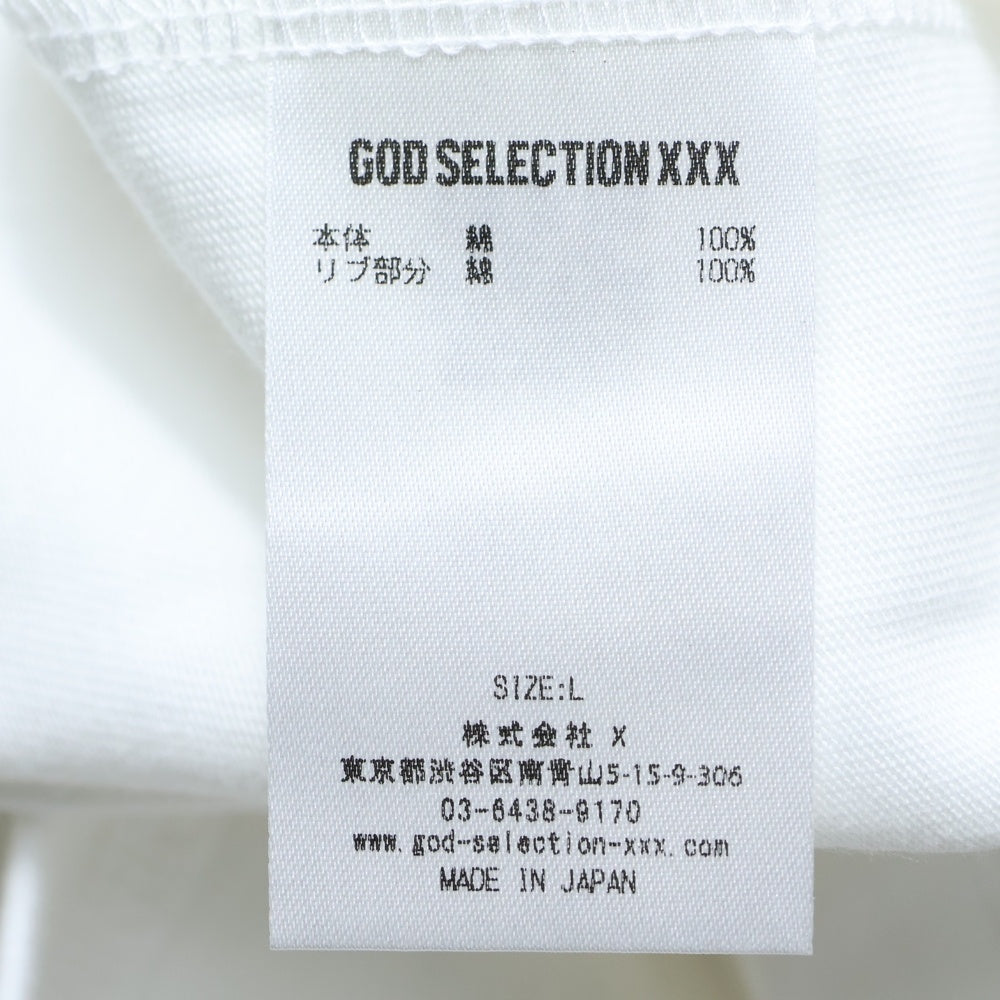 GOD SELECTION XXX
本体 綿 100%
リブ部分 綿 100%
SIZE:L
株式会社 X
東京都渋谷区南青山5-15-9-306
03-6438-9170
www.god-selection-xxx.com
MADE IN JAPAN